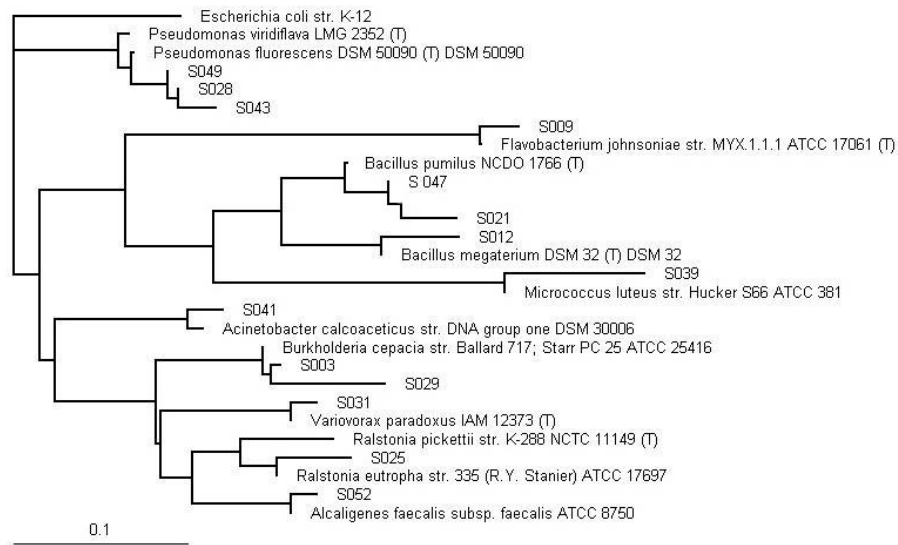 Escherichia coli str. K-12
Pseudomonas viridiflava LMG 2352 (T)
Pseudomonas fluorescens DSM 50090 (T) DSM 50090
S049
S028
S043
S009
Flavobacterium johnsoniae str. MYX.1.1.1 ATCC 17061 (T)
Bacillus pumilus NCDO 1766 (T)
S 047
S021
S012
Bacillus megaterium DSM 32 (T) DSM 32
S039
Micrococcus luteus str. Hucker S66 ATCC 381
S041
Acinetobacter calcoaceticus str. DNA group one DSM 30006
Burkholderia cepacia str. Ballard 717; Starr PC 25 ATCC 25416
S003
S029
S031
Variovorax paradoxus IAM 12373 (T)
Ralstonia pickettii str. K-288 NCTC 11149 (T)
S025
Ralstonia eutropha str. 335 (R.Y. Stanier) ATCC 17697
S052
Alcaligenes faecalis subsp. faecalis ATCC 8750
0.1